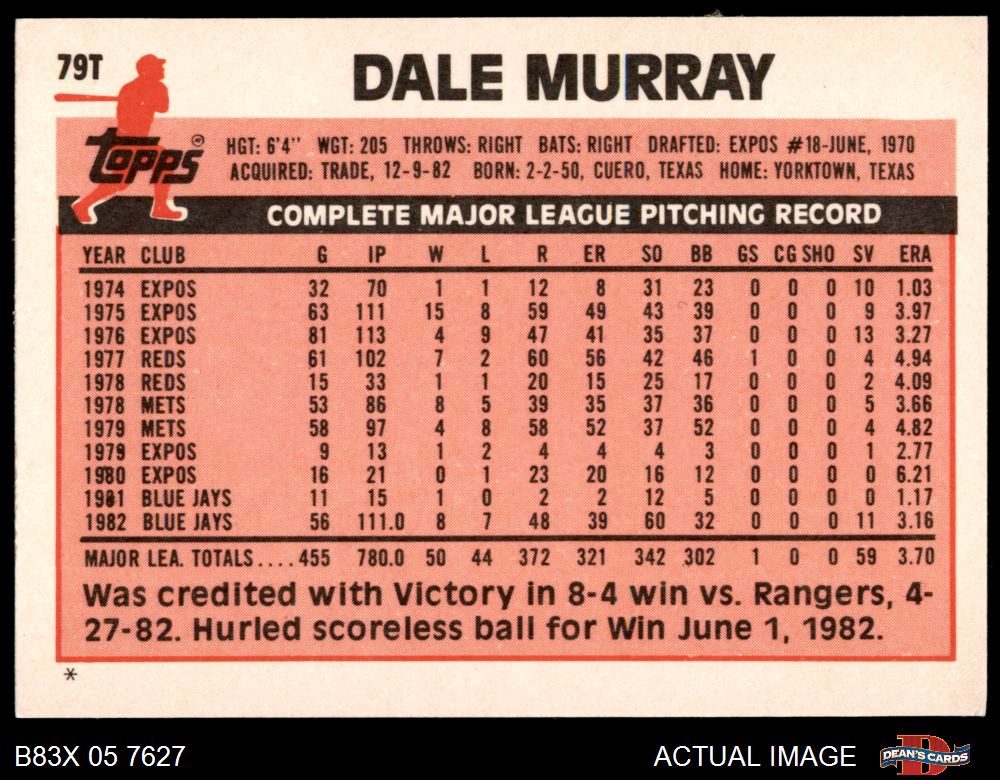 79T
DALE MURRAY
Topps®
HGT: 6'4" WGT: 205 THROWS: RIGHT BATS: RIGHT DRAFTED: EXPOS #18-JUNE, 1970
ACQUIRED: TRADE, 12-9-82 BORN: 2-2-50, CUERO, TEXAS HOME: YORKTOWN, TEXAS
COMPLETE MAJOR LEAGUE PITCHING RECORD
YEAR CLUB G IP W L R ER SO BB GS CG SHO SV ERA
1974 EXPOS 32 70 1 1 12 8 31 23 0 0 0 10 1.03
1975 EXPOS 63 111 15 8 59 49 43 39 0 0 0 9 3.97
1976 EXPOS 81 113 4 9 47 41 35 37 0 0 0 13 3.27
1977 REDS 61 102 7 2 60 56 42 46 1 0 0 4 4.94
1978 REDS 15 33 1 1 20 15 25 17 0 0 0 2 4.09
1978 METS 53 86 8 5 39 35 37 36 0 0 0 5 3.66
1979 METS 58 97 4 8 58 52 37 52 0 0 0 4 4.82
1979 EXPOS 9 13 1 2 4 4 4 3 0 0 0 1 2.77
1980 EXPOS 16 21 0 1 23 20 16 12 0 0 0 0 6.21
1981 BLUE JAYS 11 15 1 0 2 2 12 5 0 0 0 0 1.17
1982 BLUE JAYS 56 111.0 8 7 48 39 60 32 0 0 0 11 3.16
MAJOR LEA. TOTALS.... 455 780.0 50 44 372 321 342 302 1 0 0 59 3.70
Was credited with Victory in 8-4 win vs. Rangers, 4-
27-82. Hurled scoreless ball for Win June 1, 1982.
*
B83X 05 7627 ACTUAL IMAGE DEAN'S CARDS